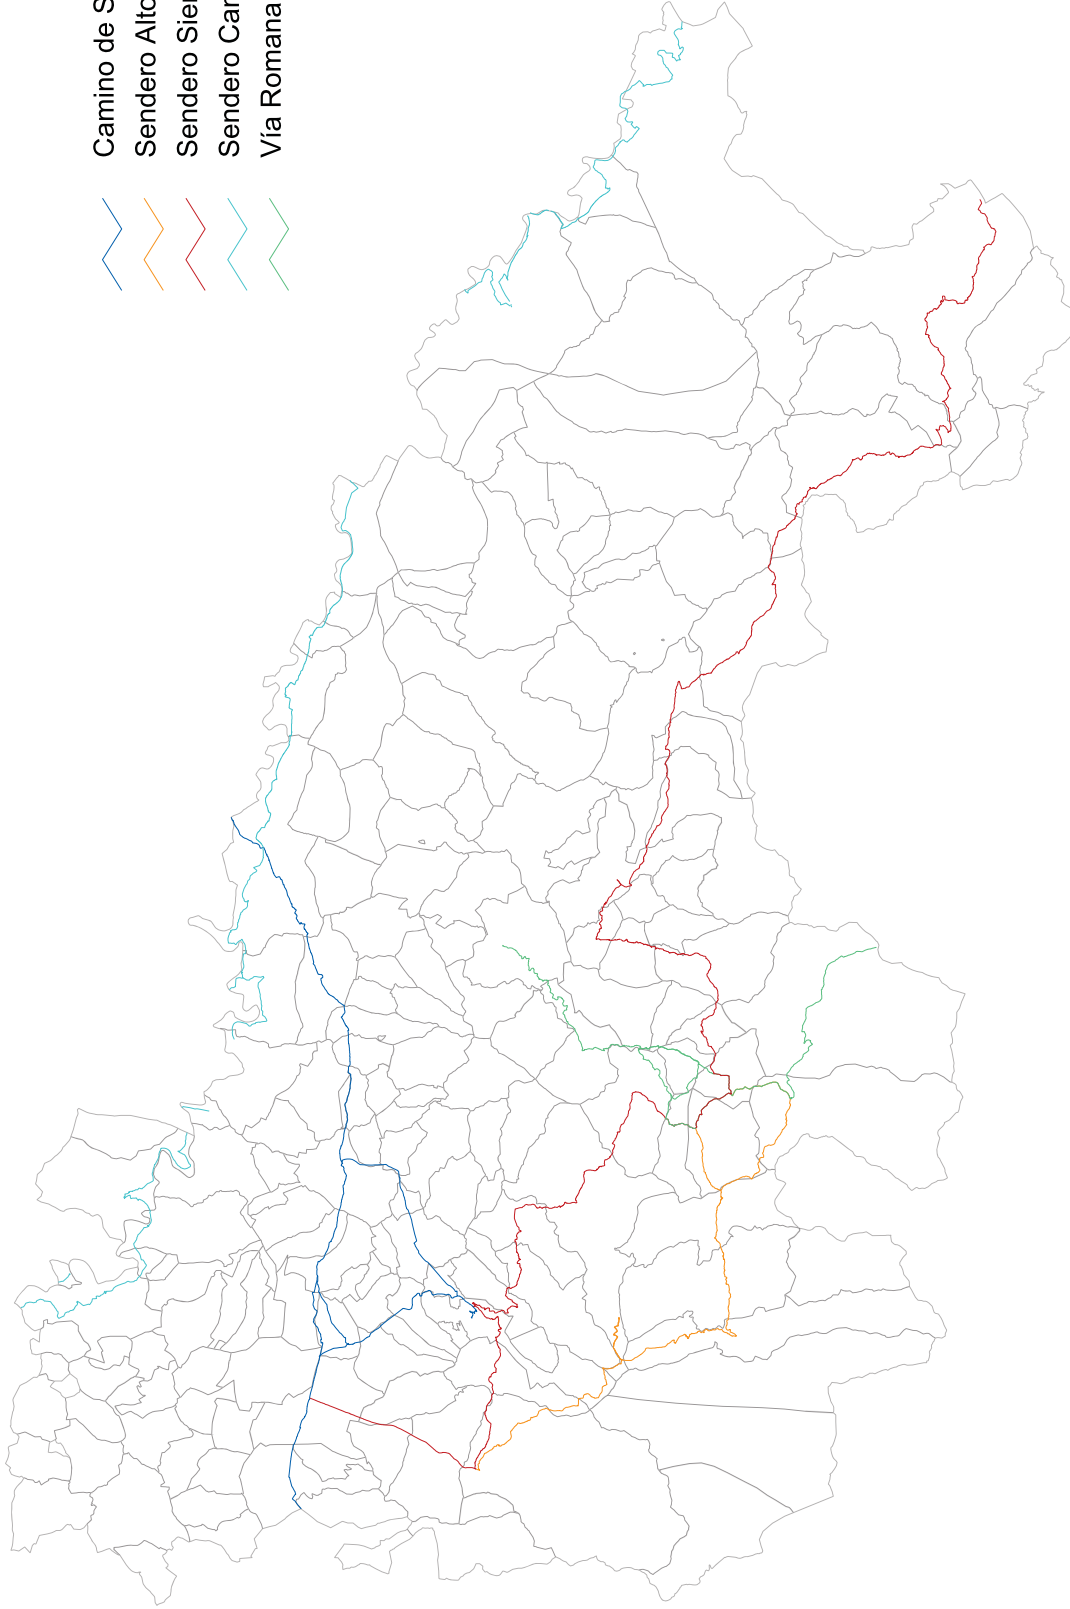 Camino de S
Sendero Alto
Sendero Sier
Sendero Car
Vía Romana